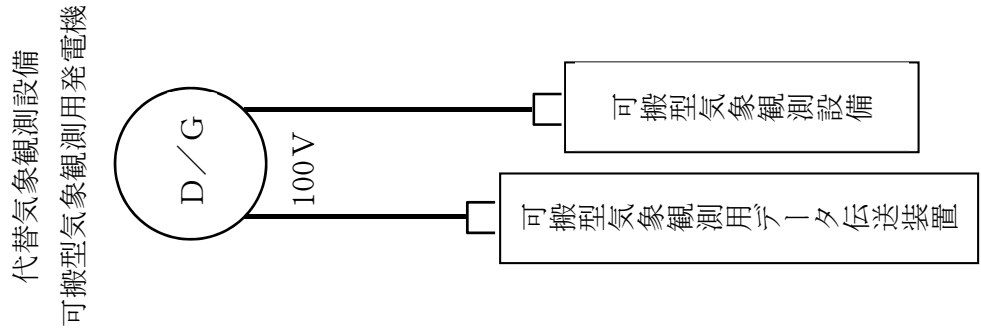 代替気象観測設備
可搬型気象観測用発電機
D／G
100V
可搬型気象観測設備
可搬型気象観測用データ伝送装置